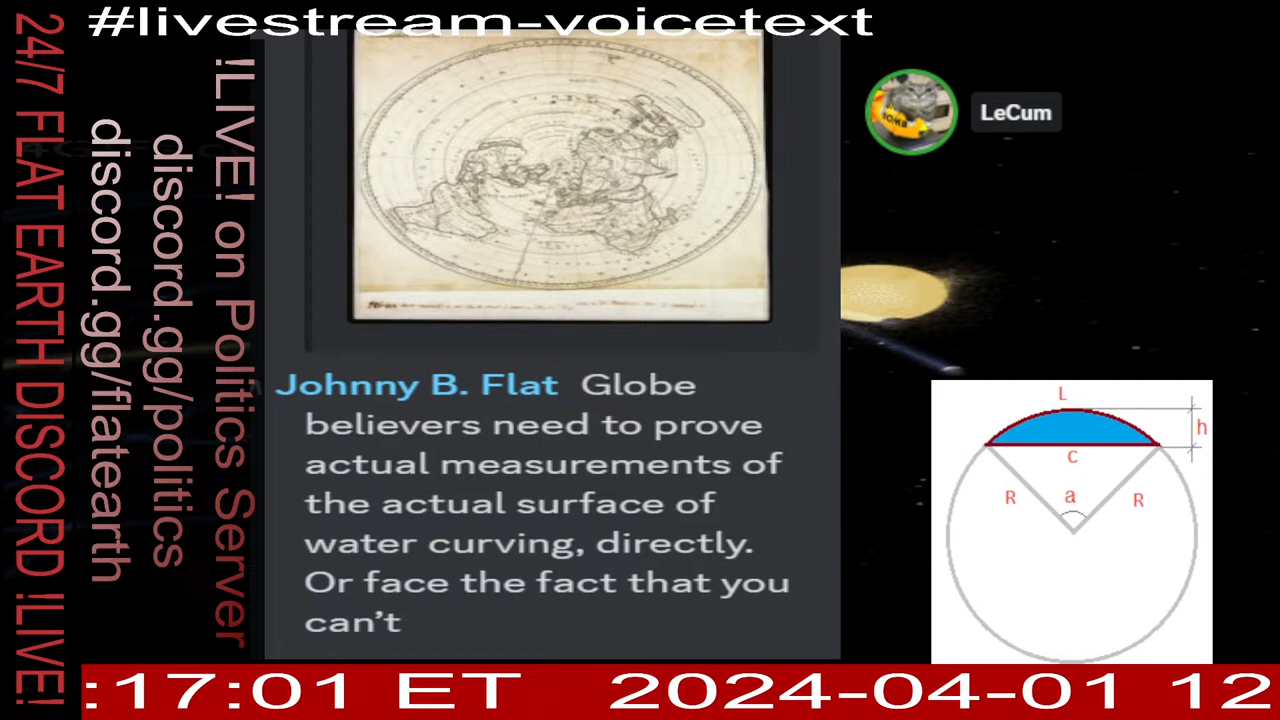 #livestream-voicetext
24/7 FLAT EARTH DISCORD !LIVE!
discord.gg/flatearth
discord.gg/politics
!LIVE! on Politics Server
LeCum
Johnny B. Flat Globe
believers need to prove
actual measurements of
the actual surface of
water curving, directly.
Or face the fact that you
can't
L
h
c
R
a
R
:17:01 ET 2024-04-01 12